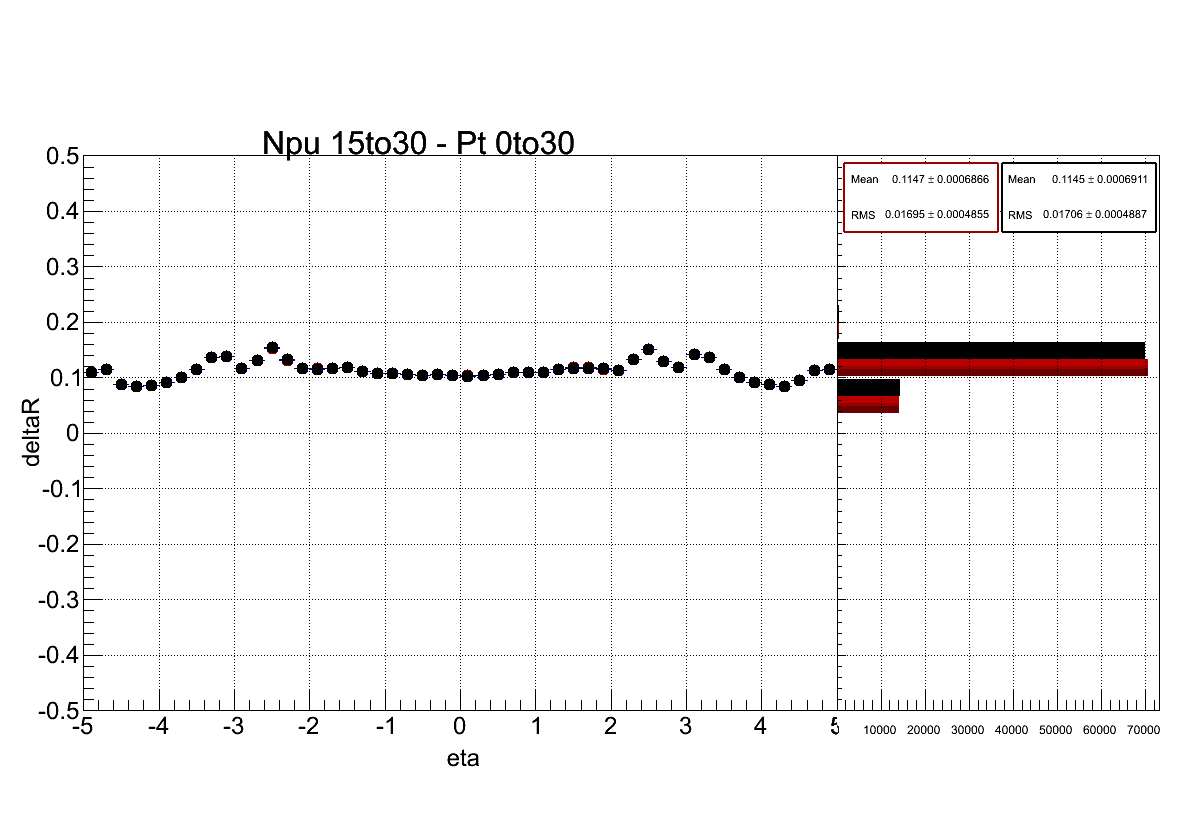 Npu 15to30 - Pt 0to30
0.5
0.4
0.3
0.2
0.1
0
-0.1
-0.2
-0.3
-0.4
-0.5
deltaR
-5 -4 -3 -2 -1 0 1 2 3 4 5
eta
Mean 0.1147 ± 0.0006866
RMS 0.01695 ± 0.0004855
Mean 0.1145 ± 0.0006911
RMS 0.01706 ± 0.0004887
10000 20000 30000 40000 50000 60000 70000